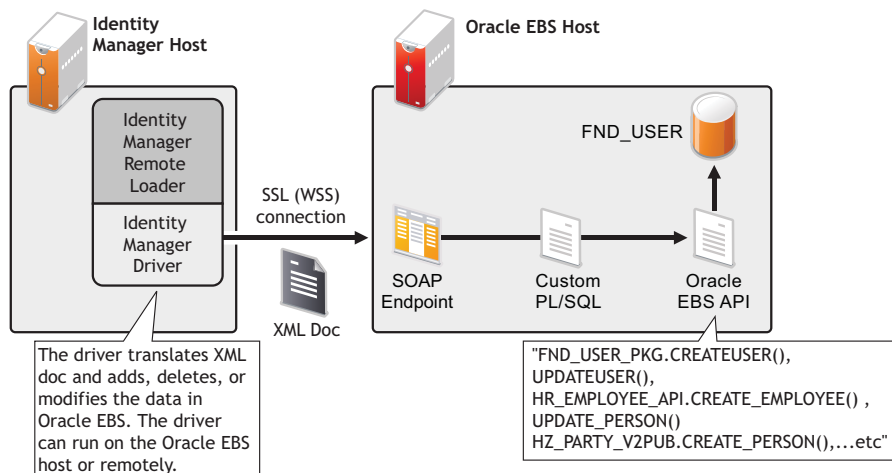 Identity
Manager Host
Oracle EBS Host
Identity
Manager
Remote
Loader
Identity
Manager
Driver
SSL (WSS)
connection
XML Doc
FND_USER
SOAP
Endpoint
Custom
PL/SQL
Oracle
EBS API
The driver translates XML
doc and adds, deletes, or
modifies the data in
Oracle EBS. The driver
can run on the Oracle EBS
host or remotely.
"FND_USER_PKG.CREATEUSER(),
UPDATEUSER(),
HR_EMPLOYEE_API.CREATE_EMPLOYEE() ,
UPDATE_PERSON()
HZ_PARTY_V2PUB.CREATE_PERSON(),...etc"